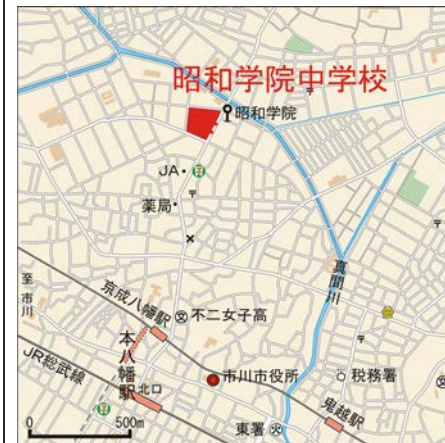 昭和学院中学校
昭和学院
JA
薬局
至市川
京成八幡駅
不二女子高
真間川
本八幡駅
JR総武線
北口
市川市役所
税務署
鬼越駅
東署
0 500m